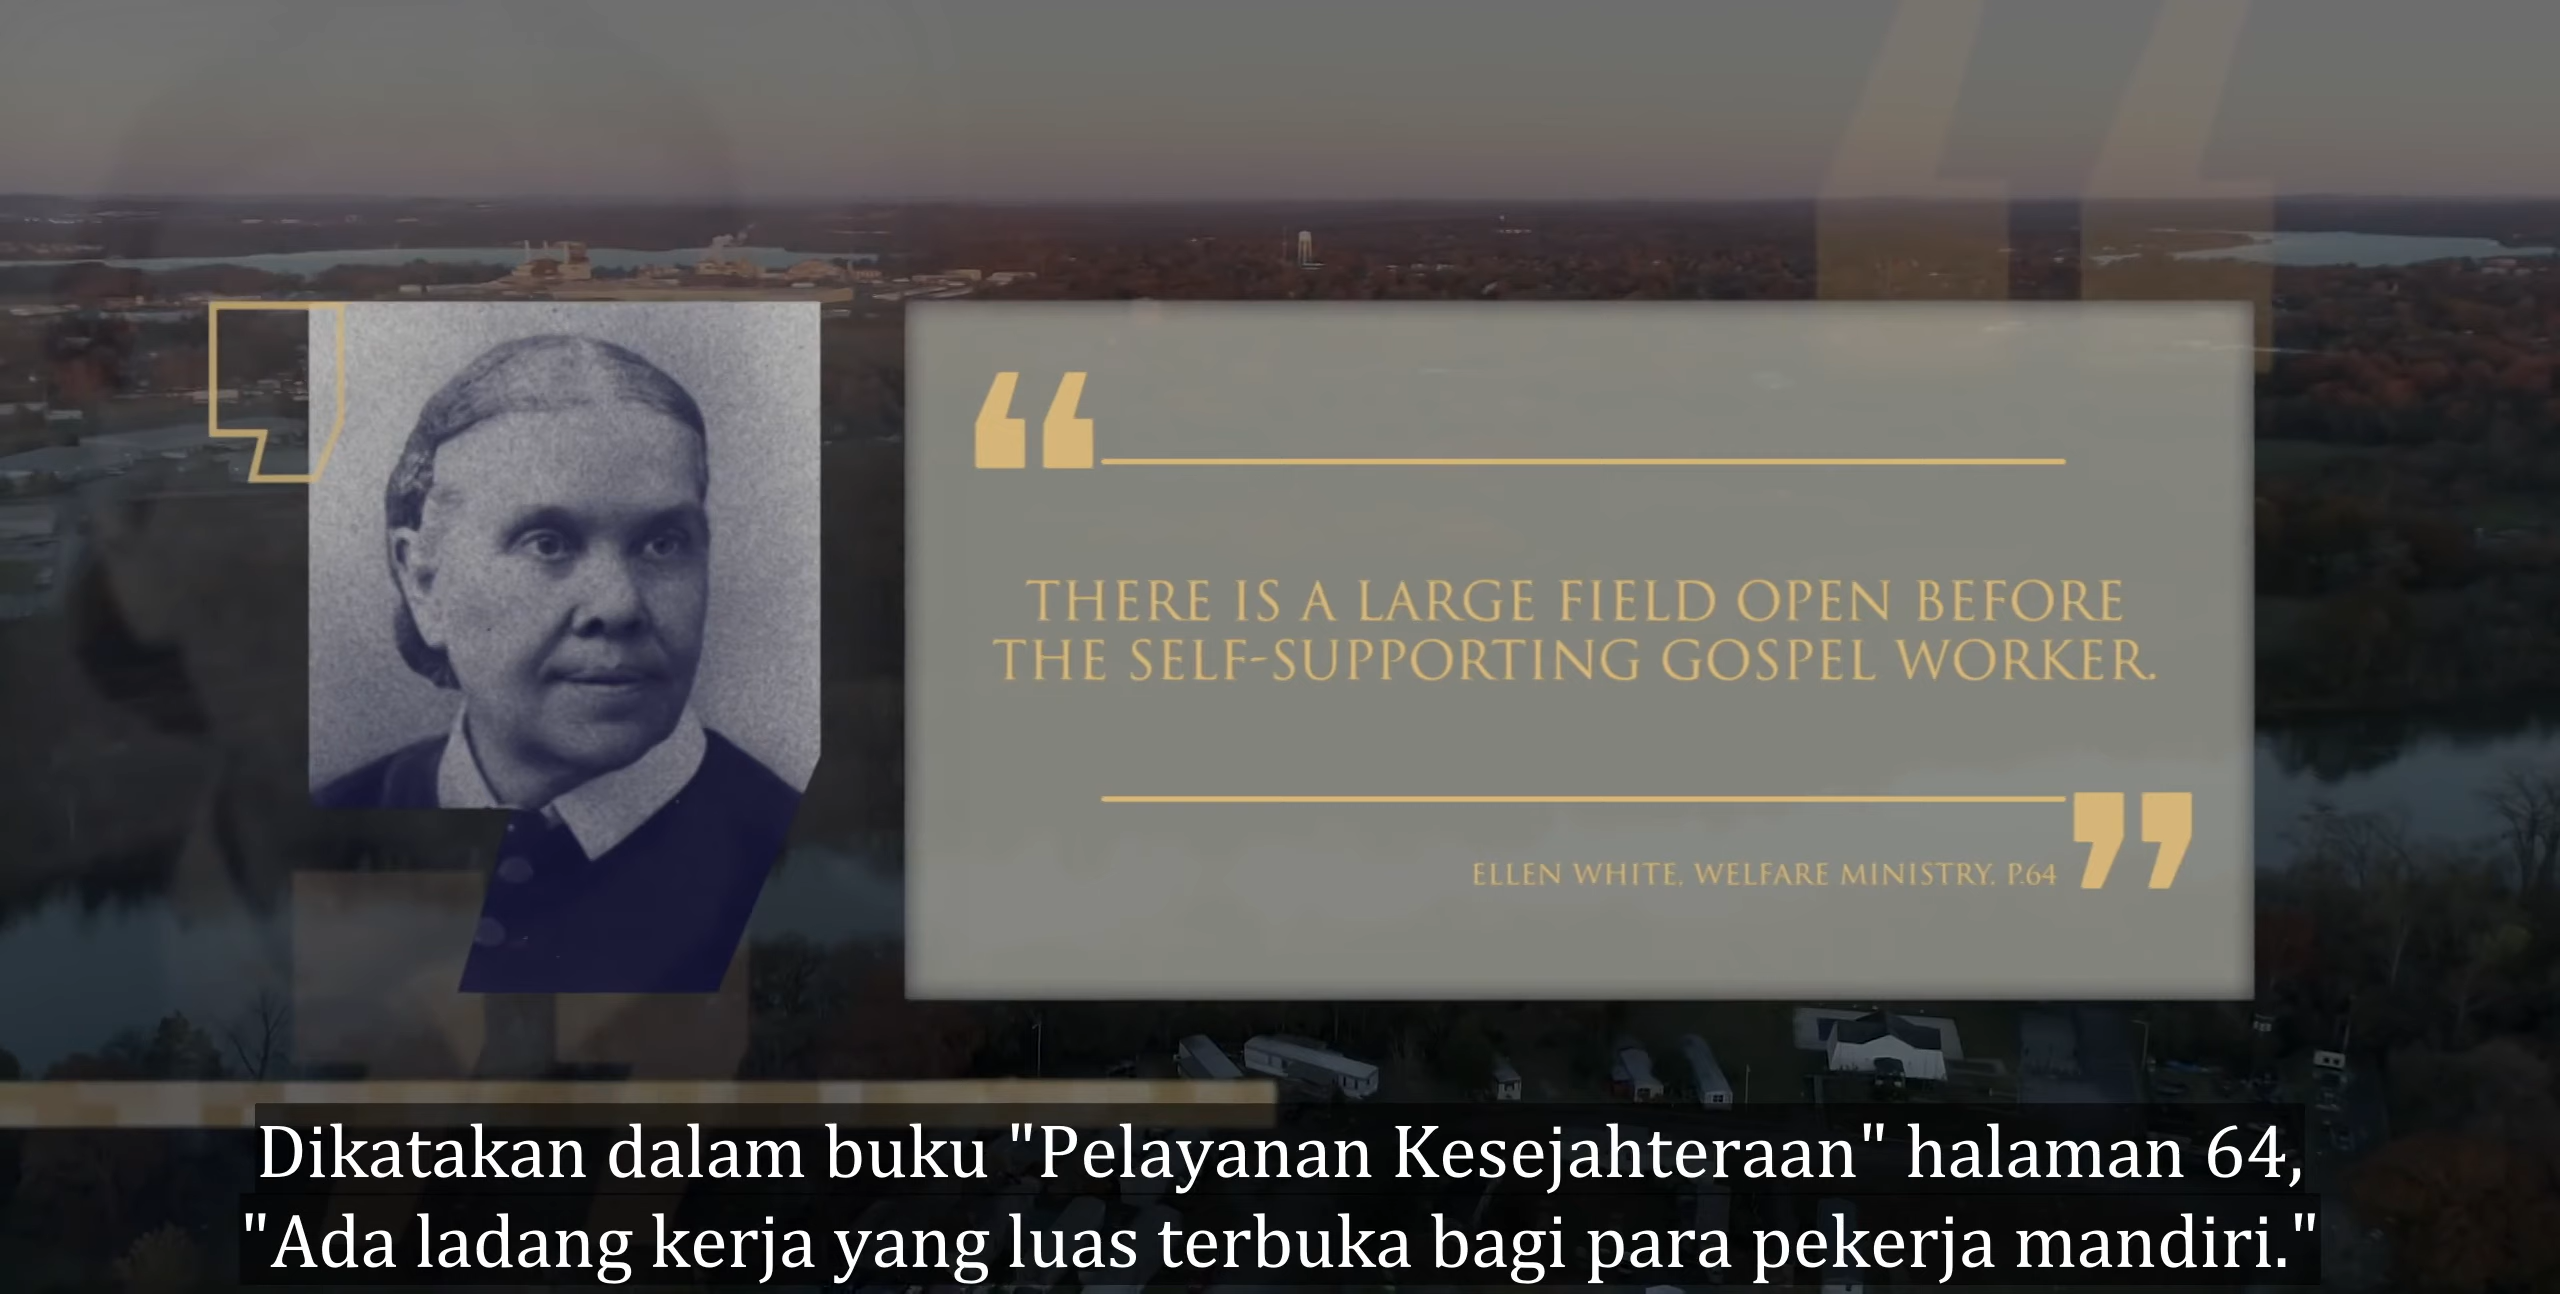 THERE IS A LARGE FIELD OPEN BEFORE
THE SELF-SUPPORTING GOSPEL WORKER.
ELLEN WHITE, WELFARE MINISTRY, P.64
Dikatakan dalam buku "Pelayanan Kesejahteraan" halaman 64,
"Ada ladang kerja yang luas terbuka bagi para pekerja mandiri."